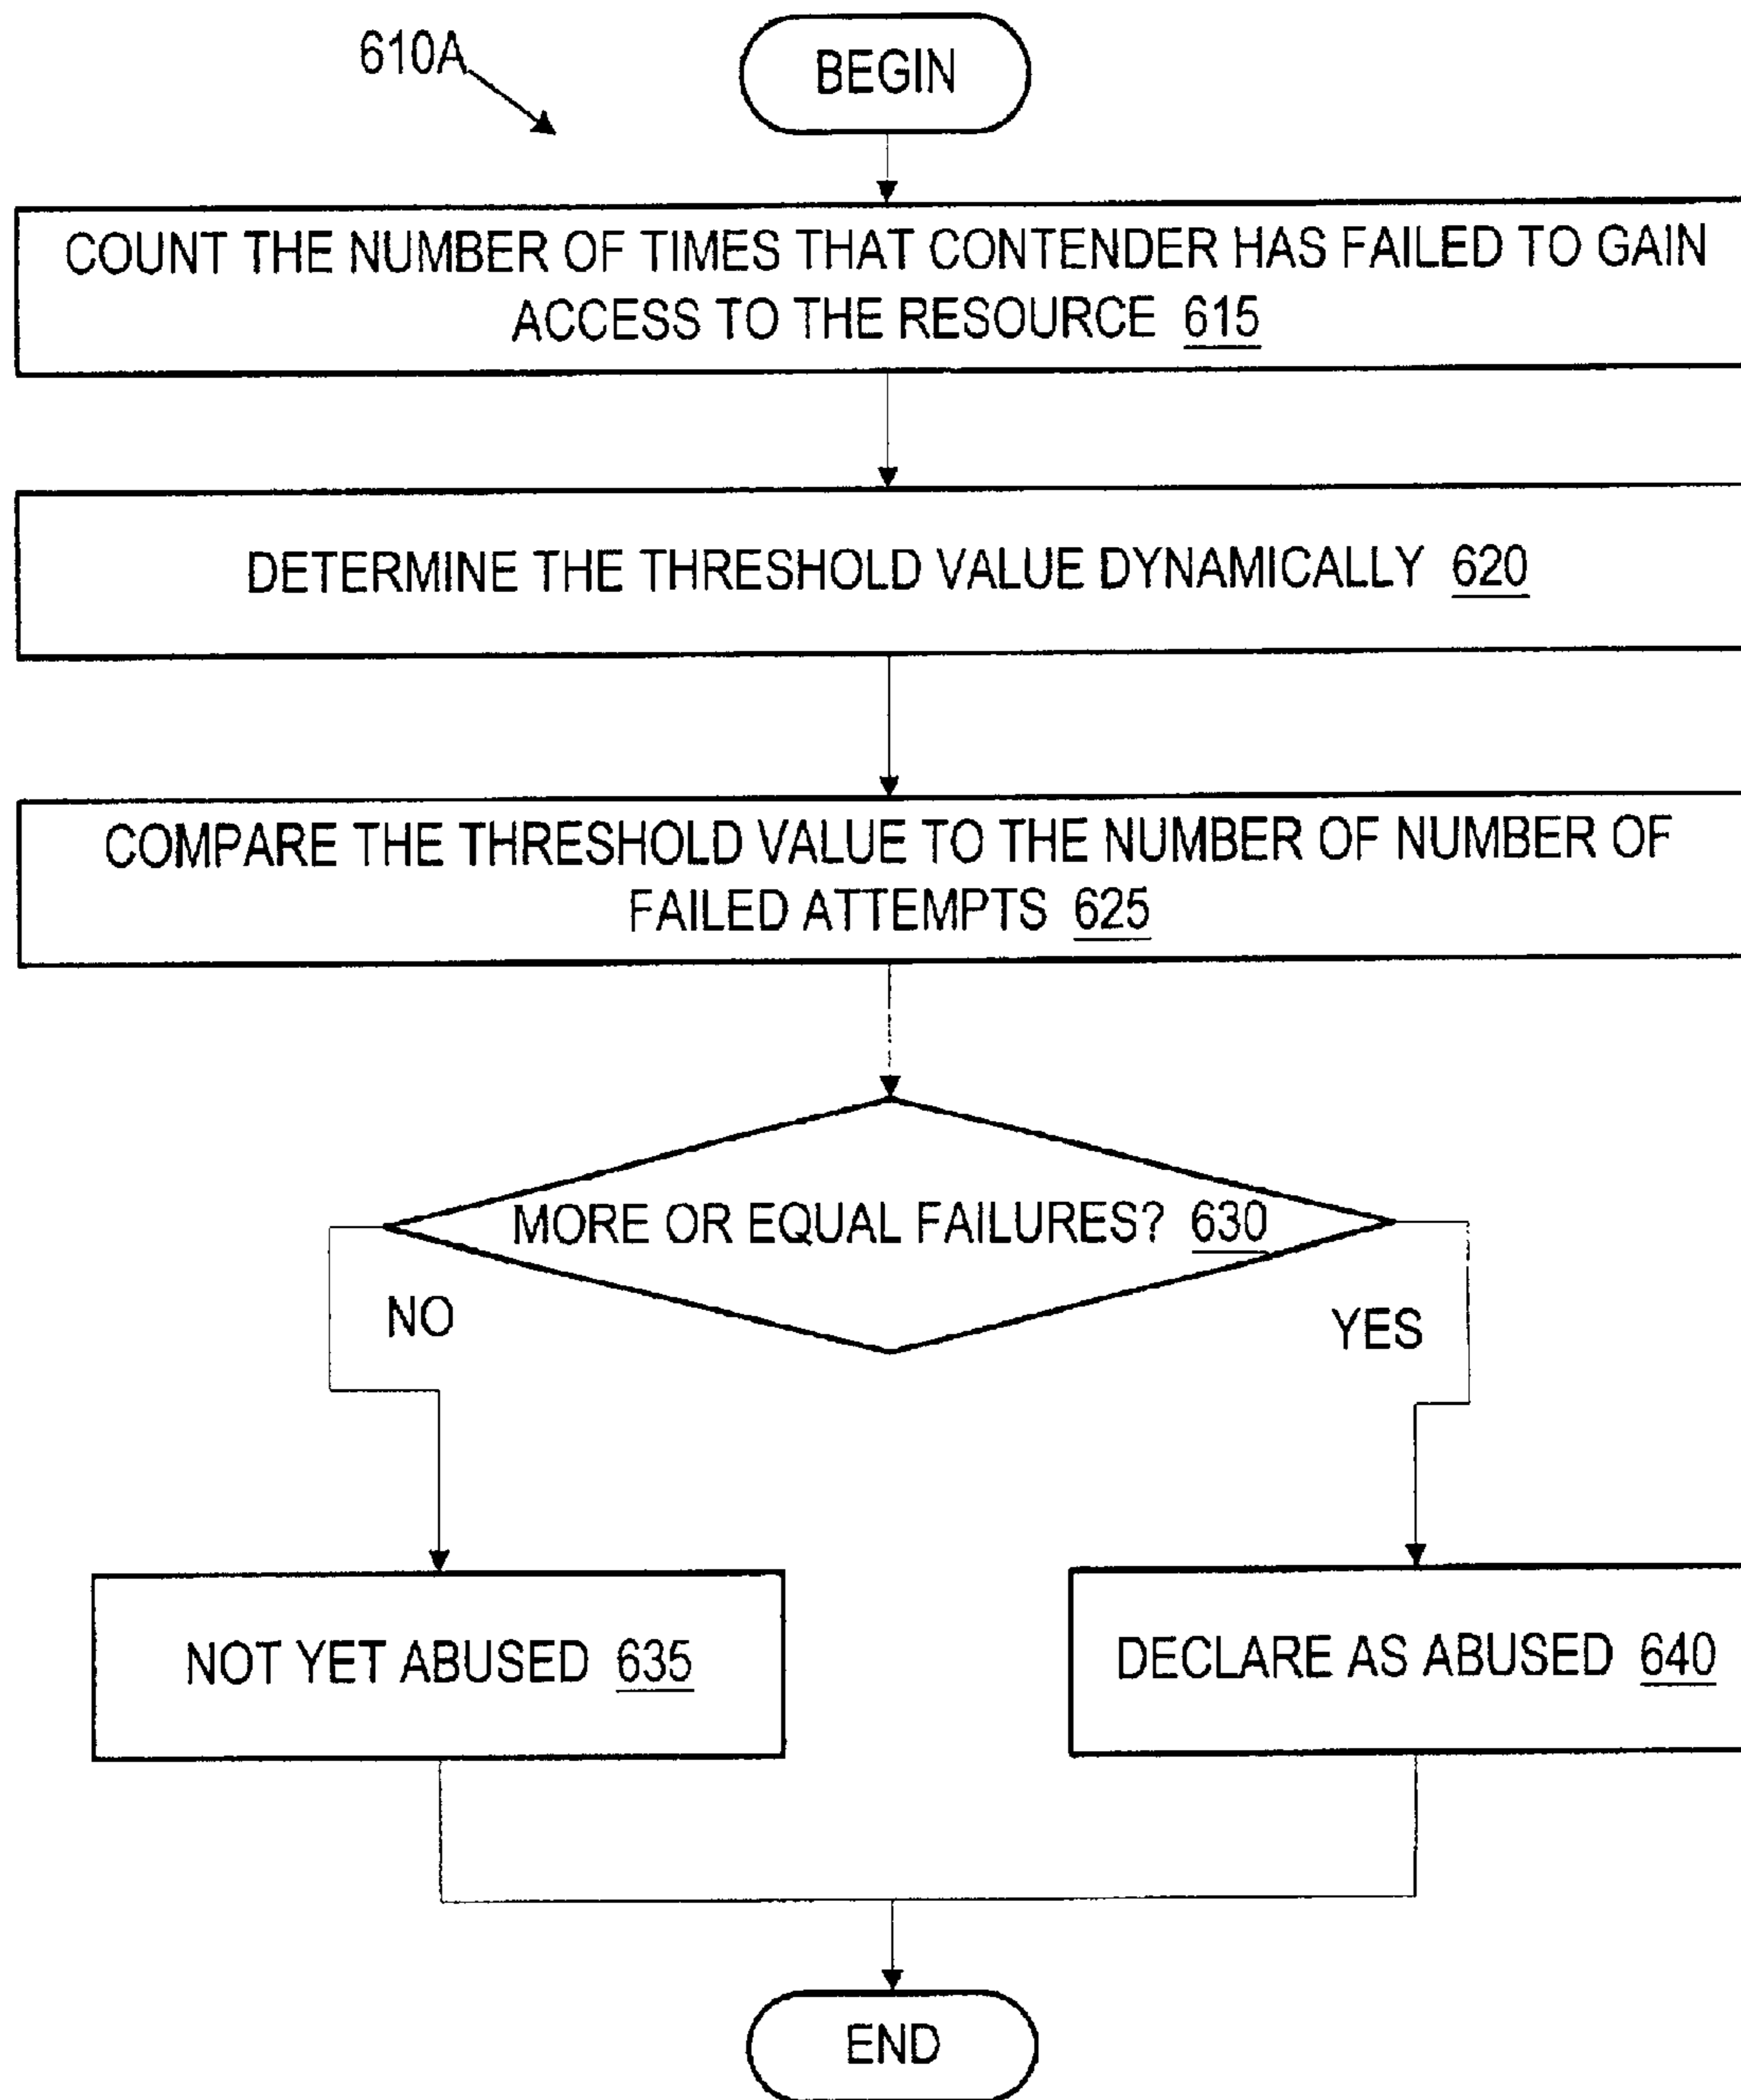 610A
BEGIN
COUNT THE NUMBER OF TIMES THAT CONTENDER HAS FAILED TO GAIN
ACCESS TO THE RESOURCE 615
DETERMINE THE THRESHOLD VALUE DYNAMICALLY 620
COMPARE THE THRESHOLD VALUE TO THE NUMBER OF NUMBER OF
FAILED ATTEMPTS 625
MORE OR EQUAL FAILURES? 630
NO
YES
NOT YET ABUSED 635
DECLARE AS ABUSED 640
END